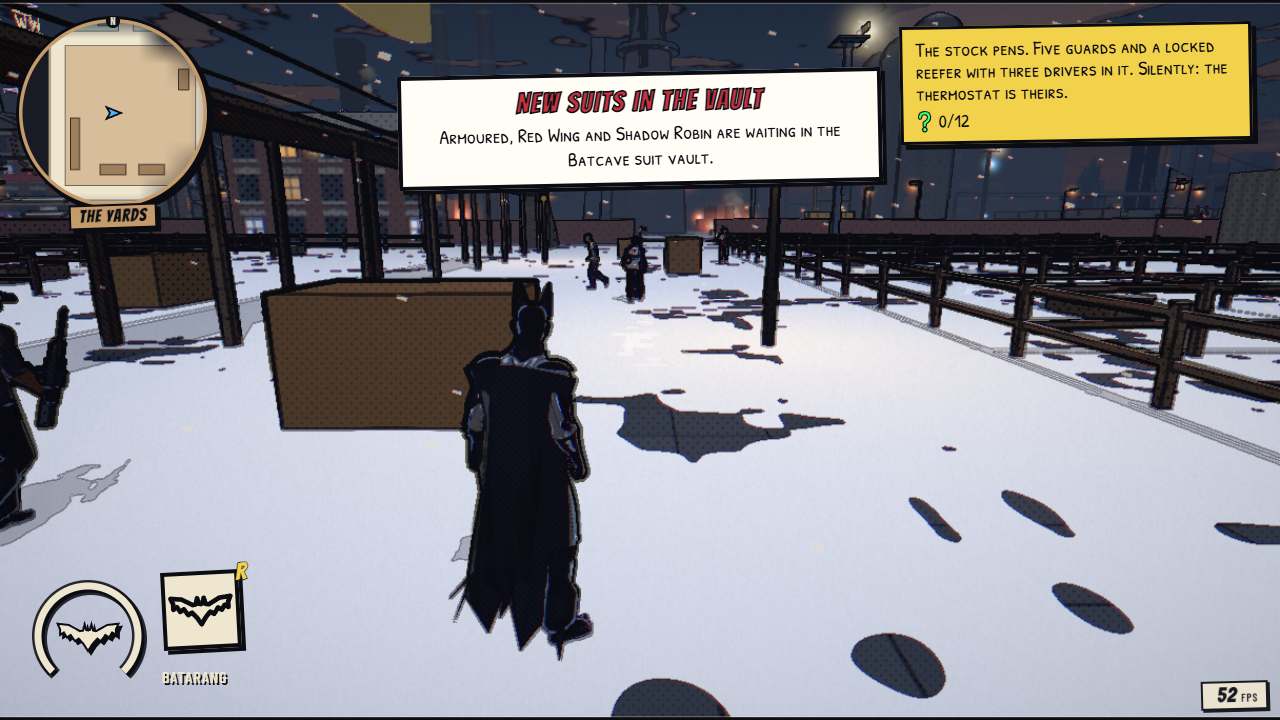 N
THE YARDS
NEW SUITS IN THE VAULT
ARMOURED, RED WING AND SHADOW ROBIN ARE WAITING IN THE
BATCAVE SUIT VAULT.
THE STOCK PENS. FIVE GUARDS AND A LOCKED
REEFER WITH THREE DRIVERS IN IT. SILENTLY: THE
THERMOSTAT IS THEIRS.
? 0/12
R
BATARANG
52 FPS